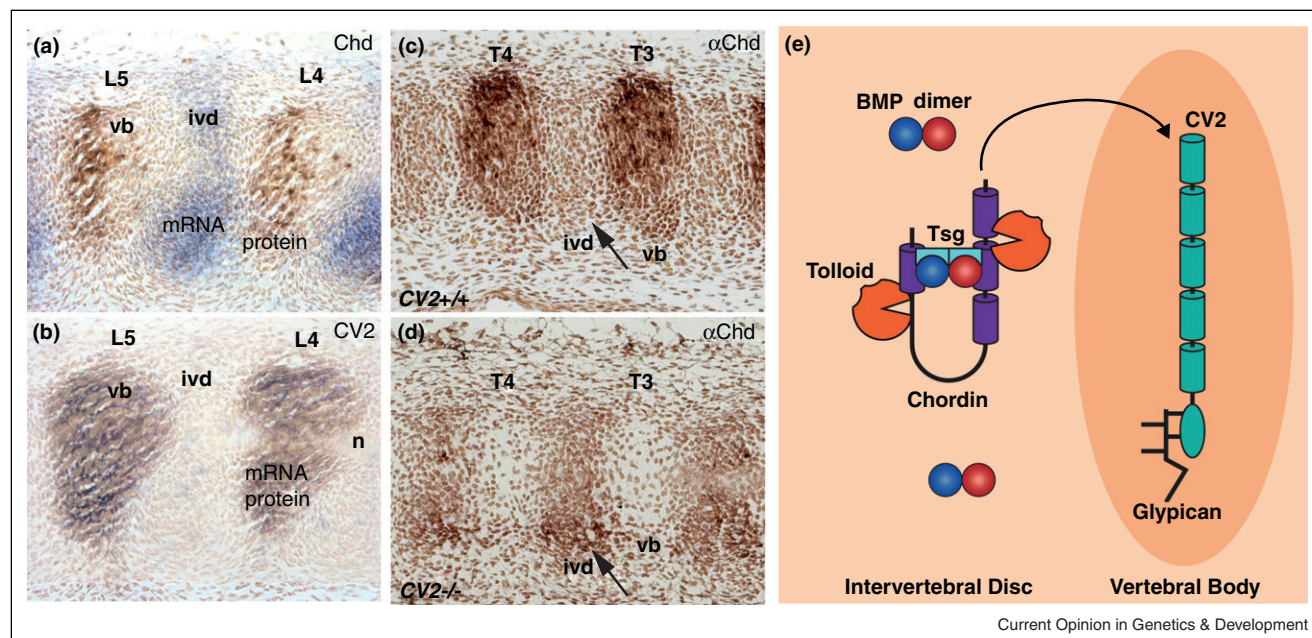 (a)
Chd
L5
L4
vb
ivd
mRNA
protein
(b)
CV2
L5
L4
vb
ivd
n
mRNA
protein
(c)
αChd
T4
T3
ivd
vb
CV2+/+
(d)
αChd
T4
T3
vb
ivd
CV2-/-
(e)
BMP dimer
CV2
Tsg
Tolloid
Chordin
Glypican
Intervertebral Disc
Vertebral Body
Current Opinion in Genetics & Development